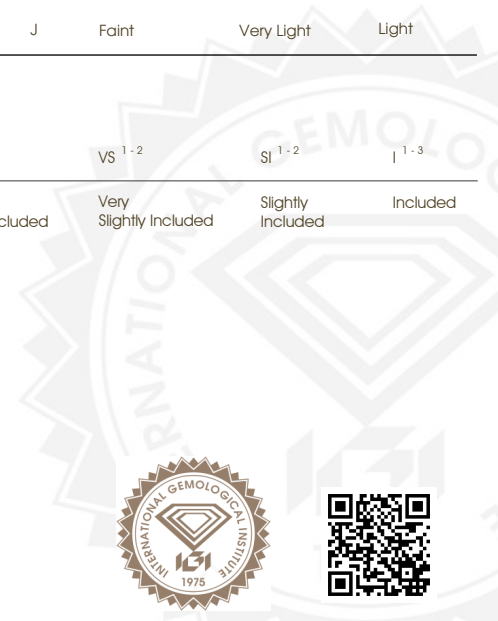 J Faint Very Light Light
VS 1 - 2 SI 1 - 2 I 1 - 3
Very Slightly Included
cluded Slightly Included Included
INTERNATIONAL GEMOLOGICAL INSTITUTE
IGI
1975